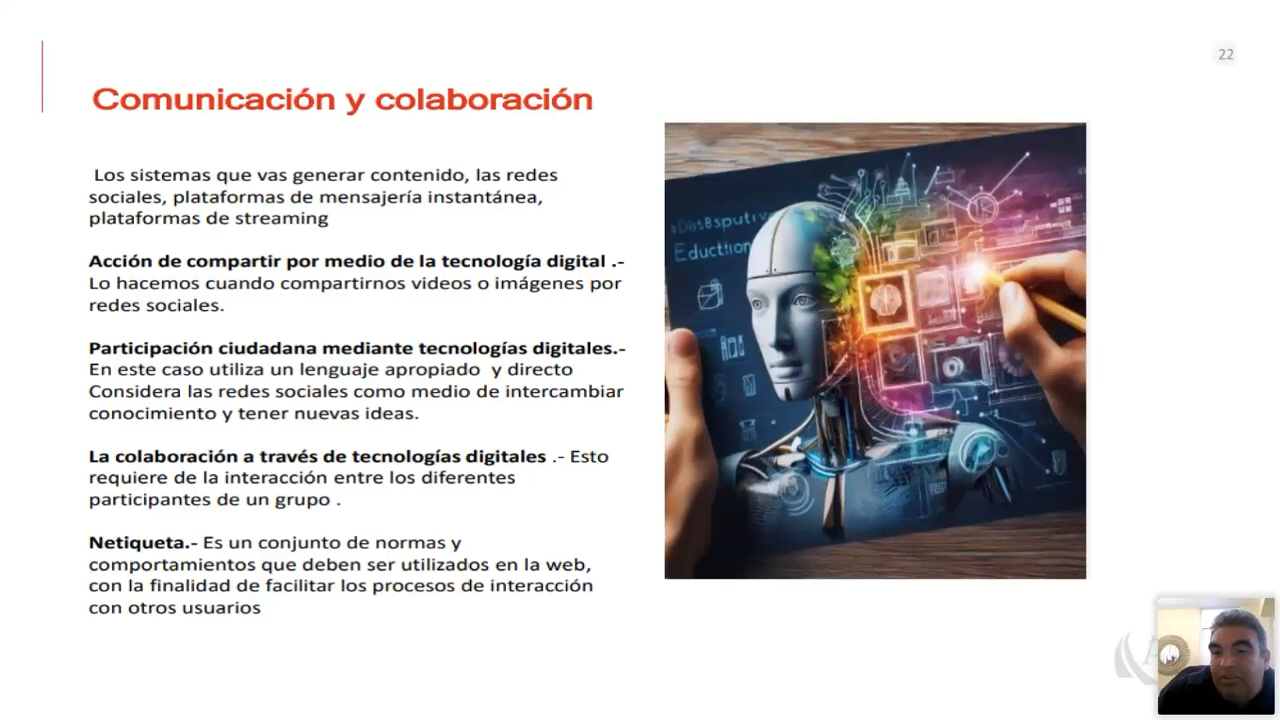 22
Comunicación y colaboración
Los sistemas que vas generar contenido, las redes
sociales, plataformas de mensajería instantánea,
plataformas de streaming
Acción de compartir por medio de la tecnología digital .-
Lo hacemos cuando compartirnos videos o imágenes por
redes sociales.
Participación ciudadana mediante tecnologías digitales.-
En este caso utiliza un lenguaje apropiado y directo
Considera las redes sociales como medio de intercambiar
conocimiento y tener nuevas ideas.
La colaboración a través de tecnologías digitales .- Esto
requiere de la interacción entre los diferentes
participantes de un grupo .
Netiqueta.- Es un conjunto de normas y
comportamientos que deben ser utilizados en la web,
con la finalidad de facilitar los procesos de interacción
con otros usuarios
Eduction